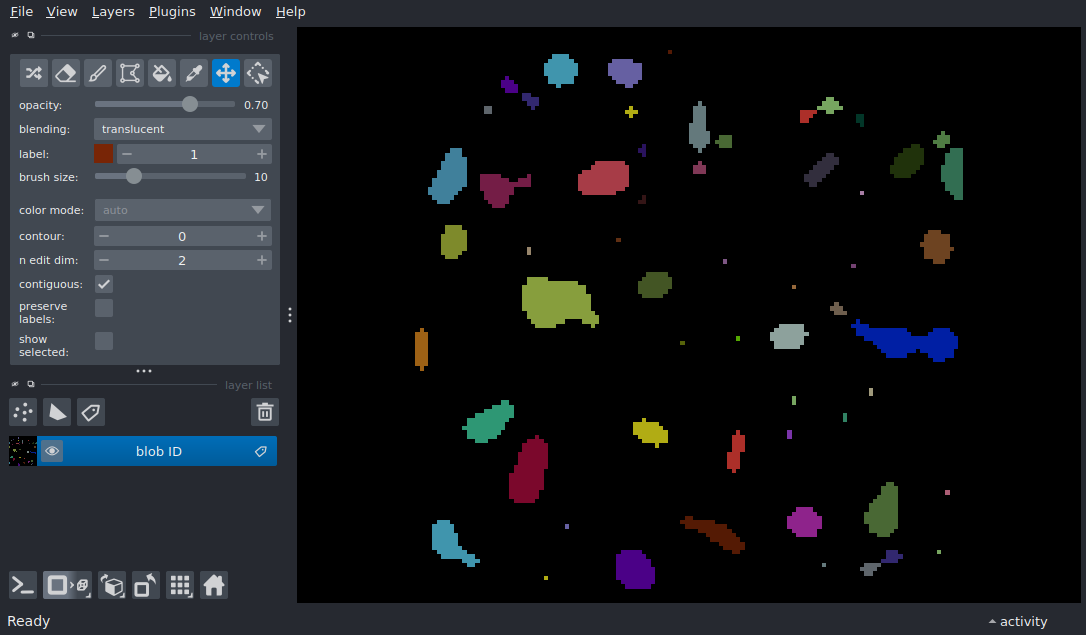 File View Layers Plugins Window Help
layer controls
opacity: 0.70
blending: translucent
label: 1
brush size: 10
color mode: auto
contour: 0
n edit dim: 2
contiguous:
preserve
labels:
show
selected:
layer list
blob ID
Ready
activity